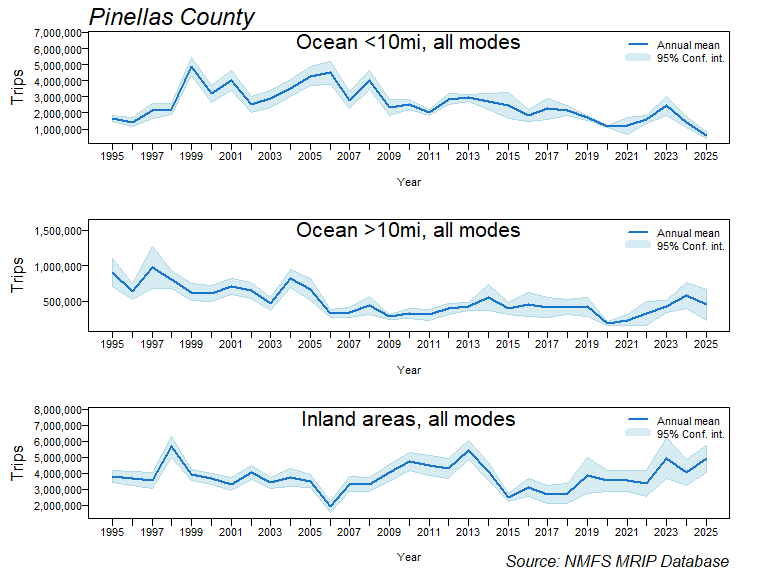 Pinellas County
Ocean <10mi, all modes
Annual mean
95% Conf. int.
Trips
7,000,000
6,000,000
5,000,000
4,000,000
3,000,000
2,000,000
1,000,000
1995 1997 1999 2001 2003 2005 2007 2009 2011 2013 2015 2017 2019 2021 2023 2025
Year
Ocean >10mi, all modes
Annual mean
95% Conf. int.
Trips
1,500,000
1,000,000
500,000
1995 1997 1999 2001 2003 2005 2007 2009 2011 2013 2015 2017 2019 2021 2023 2025
Year
Inland areas, all modes
Annual mean
95% Conf. int.
Trips
8,000,000
7,000,000
6,000,000
5,000,000
4,000,000
3,000,000
2,000,000
1995 1997 1999 2001 2003 2005 2007 2009 2011 2013 2015 2017 2019 2021 2023 2025
Year
Source: NMFS MRIP Database